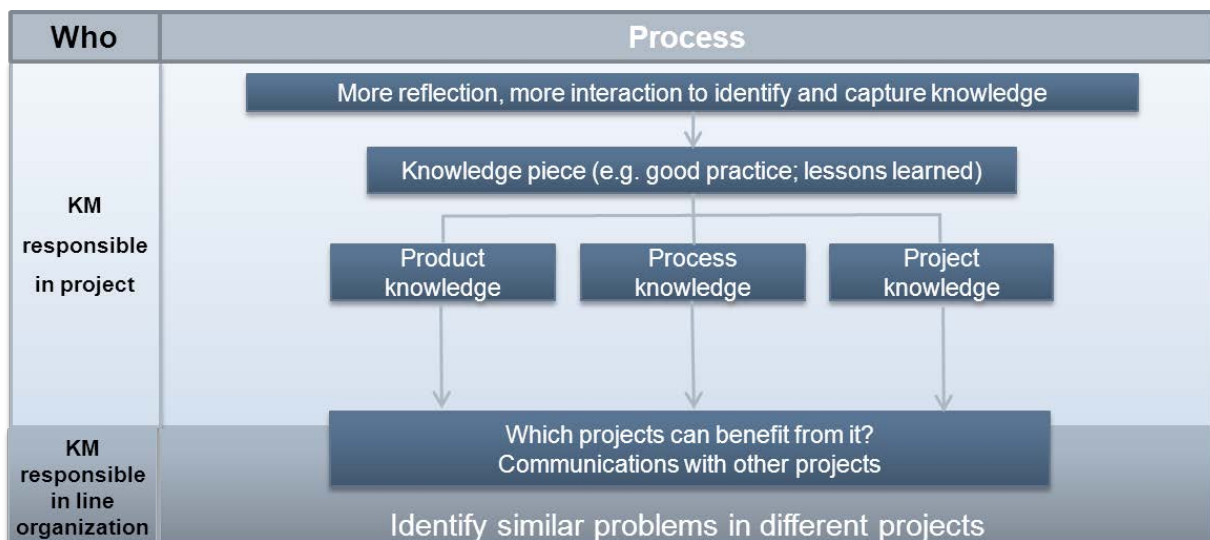 Who
Process
More reflection, more interaction to identify and capture knowledge
Knowledge piece (e.g. good practice; lessons learned)
KM
responsible
in project
Product
knowledge
Process
knowledge
Project
knowledge
Which projects can benefit from it?
Communications with other projects
KM
responsible
in line
organization
Identify similar problems in different projects